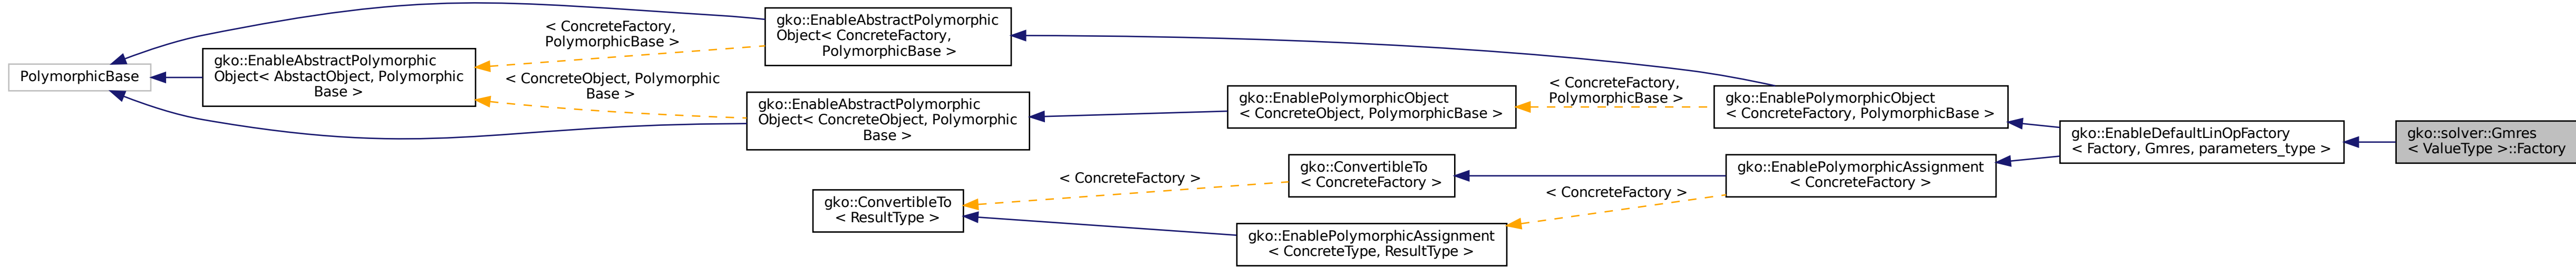 PolymorphicBase
gko::EnableAbstractPolymorphic
Object< AbstactObject, Polymorphic
Base >
< ConcreteFactory,
PolymorphicBase >
< ConcreteObject, Polymorphic
Base >
gko::EnableAbstractPolymorphic
Object< ConcreteFactory,
PolymorphicBase >
gko::EnableAbstractPolymorphic
Object< ConcreteObject, Polymorphic
Base >
gko::ConvertibleTo
< ResultType >
< ConcreteFactory >
gko::EnablePolymorphicObject
< ConcreteObject, PolymorphicBase >
gko::ConvertibleTo
< ConcreteFactory >
gko::EnablePolymorphicAssignment
< ConcreteType, ResultType >
< ConcreteFactory,
PolymorphicBase >
< ConcreteFactory >
gko::EnablePolymorphicObject
< ConcreteFactory, PolymorphicBase >
gko::EnablePolymorphicAssignment
< ConcreteFactory >
gko::EnableDefaultLinOpFactory
< Factory, Gmres, parameters_type >
gko::solver::Gmres
< ValueType >::Factory